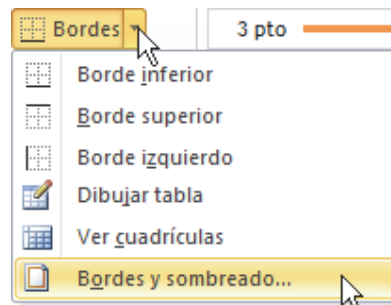 Bordes 3 pto
Borde inferior
Borde superior
Borde izquierdo
Dibujar tabla
Ver cuadrículas
Bordes y sombreado...